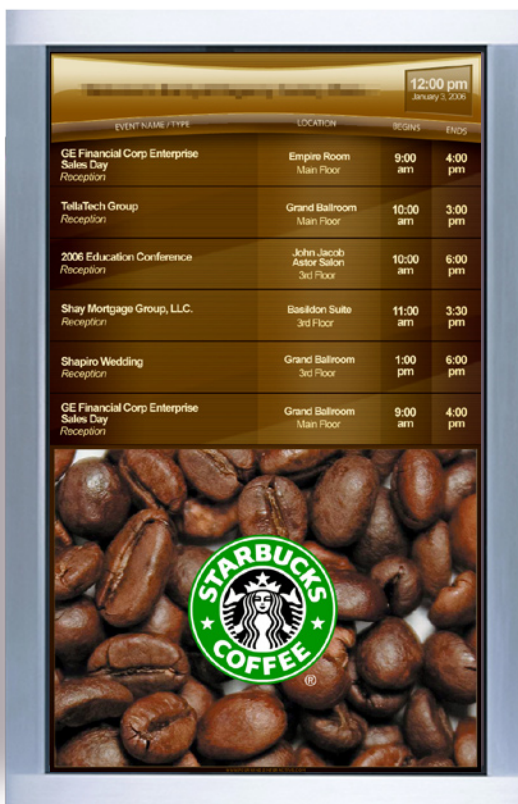 12:00 pm
January 3, 2006
EVENT NAME / TYPE LOCATION BEGINS ENDS
GE Financial Corp Enterprise
Sales Day
Reception
Empire Room
Main Floor
9:00
am
4:00
pm
TellaTech Group
Reception
Grand Ballroom
Main Floor
10:00
am
3:00
pm
2006 Education Conference
Reception
John Jacob
Astor Salon
3rd Floor
10:00
am
6:00
pm
Shay Mortgage Group, LLC.
Reception
Basildon Suite
3rd Floor
11:00
am
3:30
pm
Shapiro Wedding
Reception
Grand Ballroom
3rd Floor
1:00
pm
6:00
pm
GE Financial Corp Enterprise
Sales Day
Reception
Grand Ballroom
Main Floor
9:00
am
4:00
pm
STARBUCKS
COFFEE
®